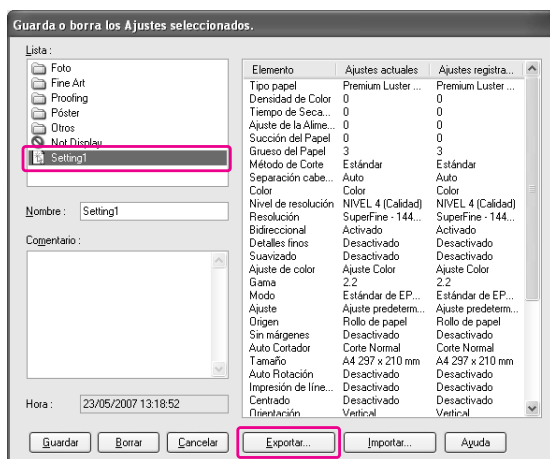 Guarda o borra los Ajustes seleccionados.
Lista :
Foto
Fine Art
Proofing
Póster
Otros
Not Display
Setting1
Nombre : Setting1
Comentario :
Hora : 23/05/2007 13:18:52
Elemento Ajustes actuales Ajustes registra...
Tipo papel Premium Luster ... Premium Luster ...
Densidad de Color 0 0
Tiempo de Seca... 0 0
Ajuste de la Alime... 0 0
Succión del Papel 0 0
Grueso del Papel 3 3
Método de Corte Estándar Estándar
Separación cabe... Auto Auto
Color Color Color
Nivel de resolución NIVEL 4 (Calidad) NIVEL 4 (Calidad)
Resolución SuperFine - 144... SuperFine - 144...
Bidireccional Activado Activado
Detalles finos Desactivado Desactivado
Suavizado Desactivado Desactivado
Ajuste de color Ajuste Color Ajuste Color
Gama 2.2 2.2
Modo Estándar de EP... Estándar de EP...
Ajuste Ajuste predeterm... Ajuste predeterm...
Origen Rollo de papel Rollo de papel
Sin márgenes Desactivado Desactivado
Auto Cortador Corte Normal Corte Normal
Tamaño A4 297 x 210 mm A4 297 x 210 mm
Auto Rotación Desactivado Desactivado
Impresión de líne... Desactivado Desactivado
Centrado Desactivado Desactivado
Orientación Vertical Vertical
Guardar Borrar Cancelar Exportar... Importar... Ayuda